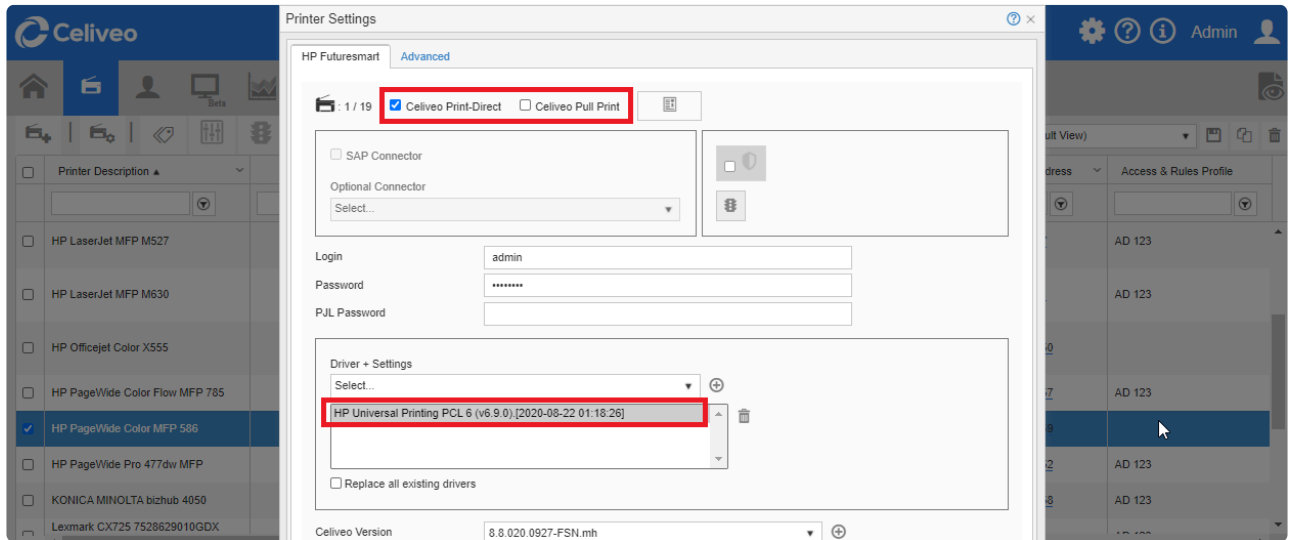 Celiveo
Printer Settings
Admin
HP Futuresmart Advanced
Beta
: 1 / 19 Celiveo Print-Direct Celiveo Pull Print
SAP Connector
Optional Connector
Select...
ult View)
Printer Description
dress
Access & Rules Profile
HP LaserJet MFP M527
AD 123
Login admin
Password ••••••••
PJL Password
HP LaserJet MFP M630
AD 123
HP Officejet Color X555
0
Driver + Settings
Select...
HP PageWide Color Flow MFP 785
7
AD 123
HP Universal Printing PCL 6 (v6.9.0).[2020-08-22 01:18:26]
HP PageWide Color MFP 586
9
HP PageWide Pro 477dw MFP
2
AD 123
Replace all existing drivers
KONICA MINOLTA bizhub 4050
8
AD 123
Lexmark CX725 7528629010GDX
Celiveo Version 8.8.020.0927-FSN.mh